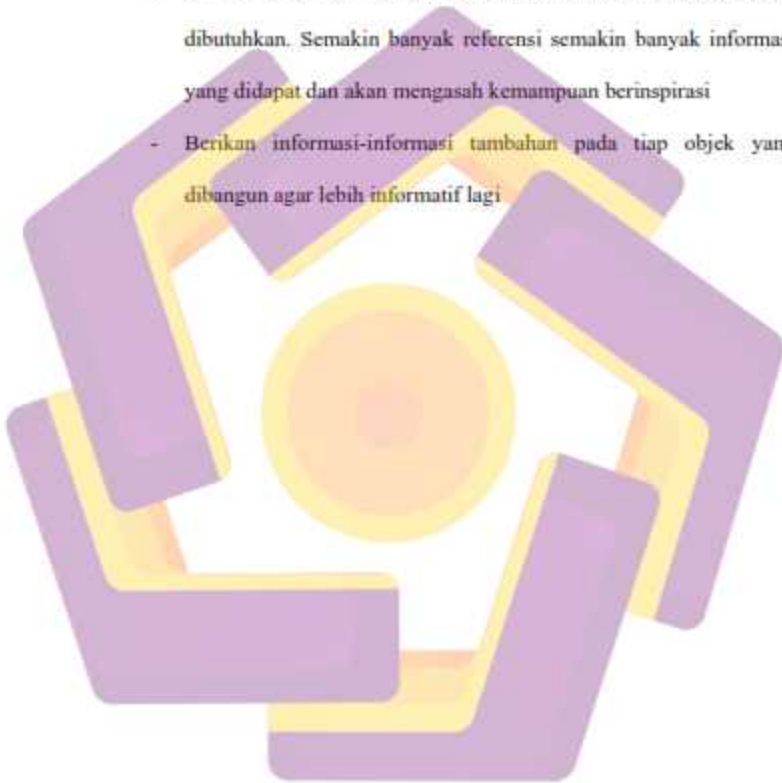 dibutuhkan. Semakin banyak referensi semakin banyak informas
yang didapat dan akan mengasah kemampuan berinspirasi
- Berikan informasi-informasi tambahan pada tiap objek yan
dibangun agar lebih informatif lagi